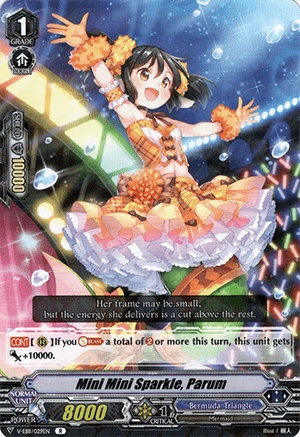 1
GRADE
BOOST
SHIELD
10000
Her frame may be small,
but the energy she delivers is a cut above the rest.
CONT [ ] If you BLAST a total of 2 or more this turn, this unit gets
+10000.
Mini Mini Sparkle, Parum
NORMAL
UNIT
POWER
8000
1
CRITICAL
Bermuda Triangle
Mermaid
V-EB11/029EN R